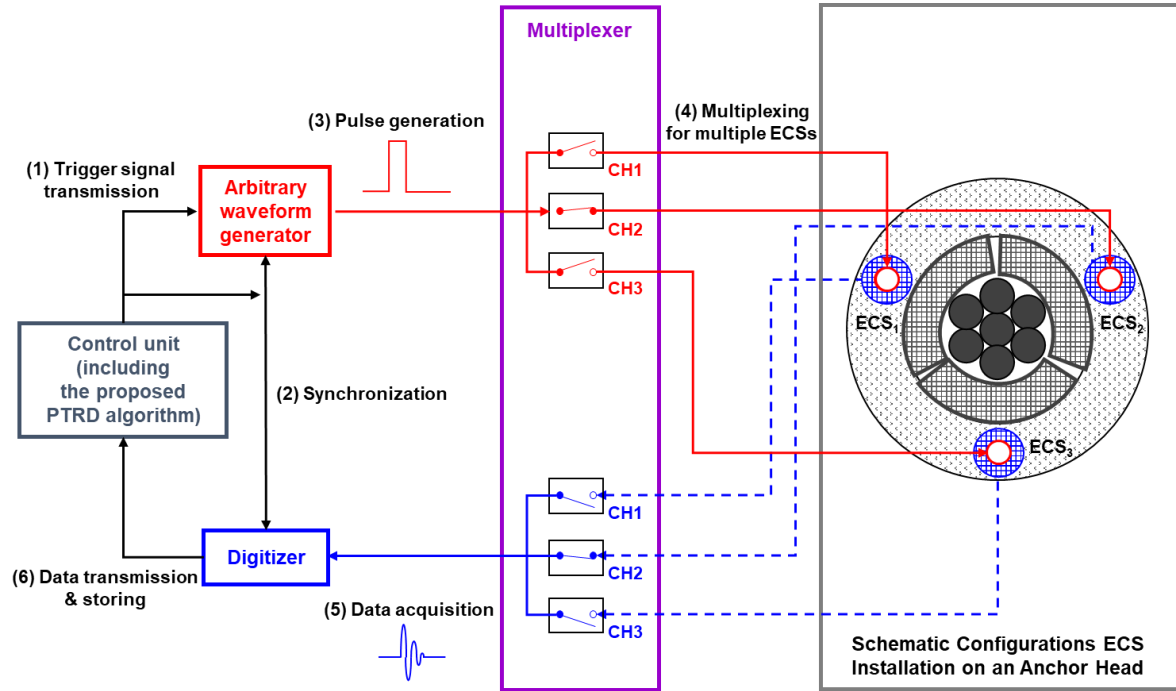 Multiplexer
(3) Pulse generation
(4) Multiplexing
for multiple ECSs
(1) Trigger signal
transmission
Arbitrary
waveform
generator
CH1
CH2
CH3
ECS1
ECS2
Control unit
(including
the proposed
PTRD algorithm)
(2) Synchronization
ECS3
CH1
Digitizer
CH2
(6) Data transmission
& storing
(5) Data acquisition
CH3
Schematic Configurations ECS
Installation on an Anchor Head